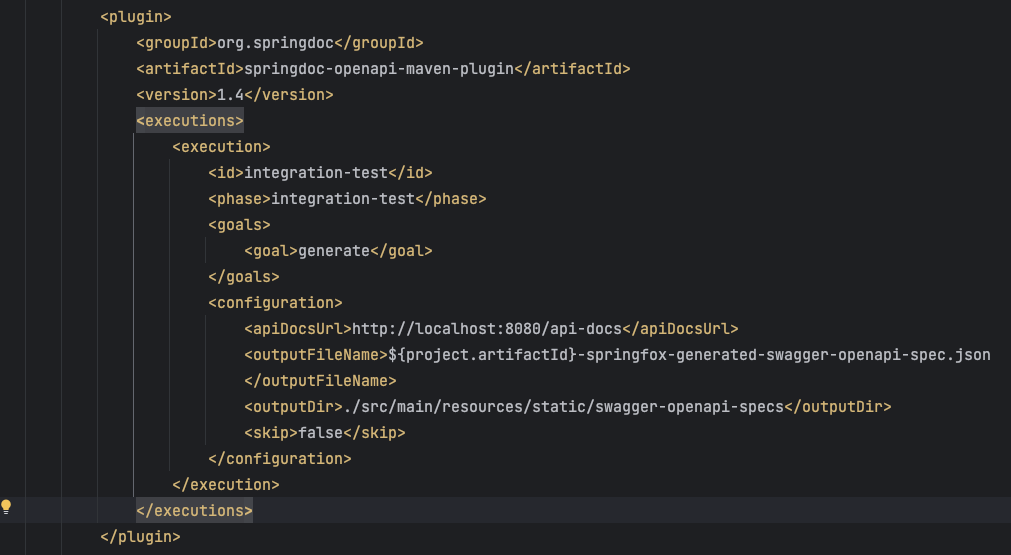 <plugin>
<groupId>org.springdoc</groupId>
<artifactId>springdoc-openapi-maven-plugin</artifactId>
<version>1.4</version>
<executions>
<execution>
<id>integration-test</id>
<phase>integration-test</phase>
<goals>
<goal>generate</goal>
</goals>
<configuration>
<apiDocsUrl>http://localhost:8080/api-docs</apiDocsUrl>
<outputFileName>${project.artifactId}-springfox-generated-swagger-openapi-spec.json
</outputFileName>
<outputDir>./src/main/resources/static/swagger-openapi-specs</outputDir>
<skip>false</skip>
</configuration>
</execution>
</executions>
</plugin>